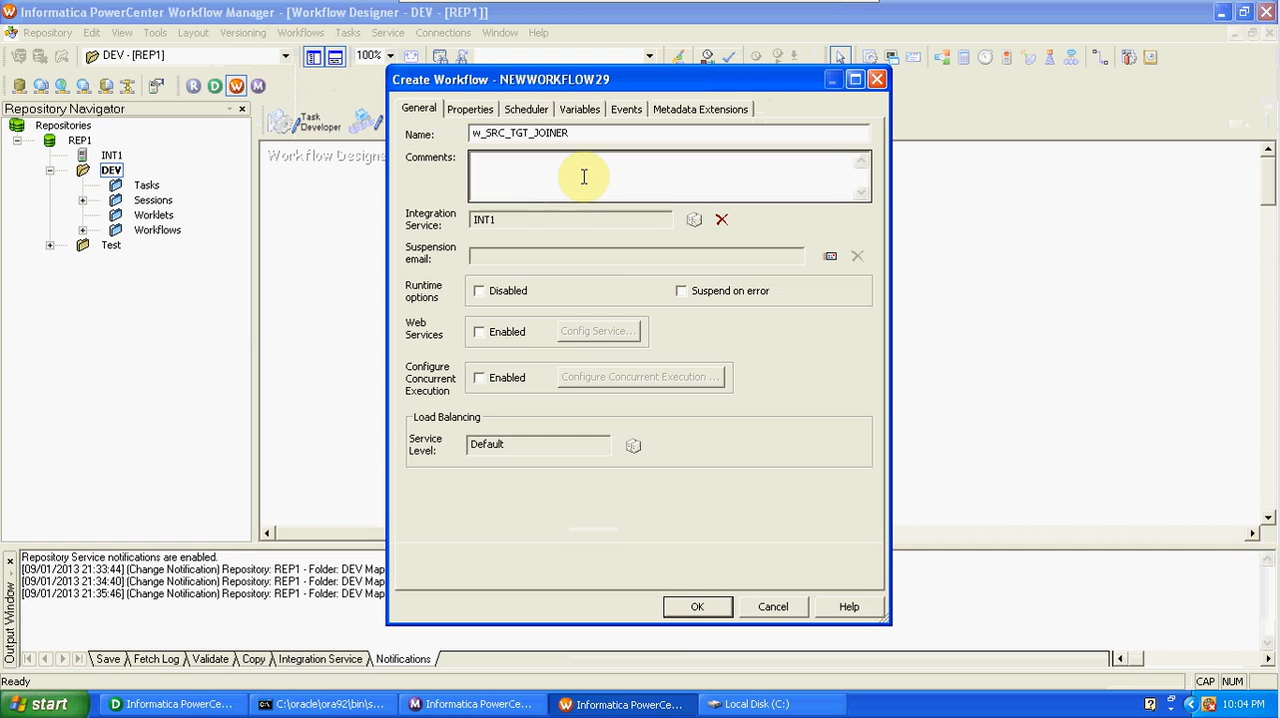 Informatica PowerCenter Workflow Manager - [Workflow Designer - DEV - [REP1]]
Repository Edit View Tools Layout Versioning Workflows Tasks Service Connections Window Help
DEV - [REP1] 100%
R D W M
Repository Navigator
Repositories
REP1
INT1
DEV
Tasks
Sessions
Worklets
Workflows
Test
Task
Developer
Workflow Designer
Create Workflow - NEWWORKFLOW29
General Properties Scheduler Variables Events Metadata Extensions
Name: w_SRC_TGT_JOINER
Comments:
Integration
Service: INT1
Suspension
email:
Runtime
options Disabled Suspend on error
Web
Services Enabled Config Service...
Configure
Concurrent
Execution Enabled Configure Concurrent Execution ...
Load Balancing
Service
Level: Default
OK Cancel Help
Output Window
Repository Service notifications are enabled.
[09/01/2013 21:33:44] (Change Notification) Repository: REP1 - Folder: DEV Map
[09/01/2013 21:34:40] (Change Notification) Repository: REP1 - Folder: DEV Map
[09/01/2013 21:35:46] (Change Notification) Repository: REP1 - Folder: DEV Map
Save Fetch Log Validate Copy Integration Service Notifications
Ready CAP NUM
start Informatica PowerCe... C:\oracle\ora92\bin\s... Informatica PowerCe... Informatica PowerCe... Local Disk (C:) 10:04 PM